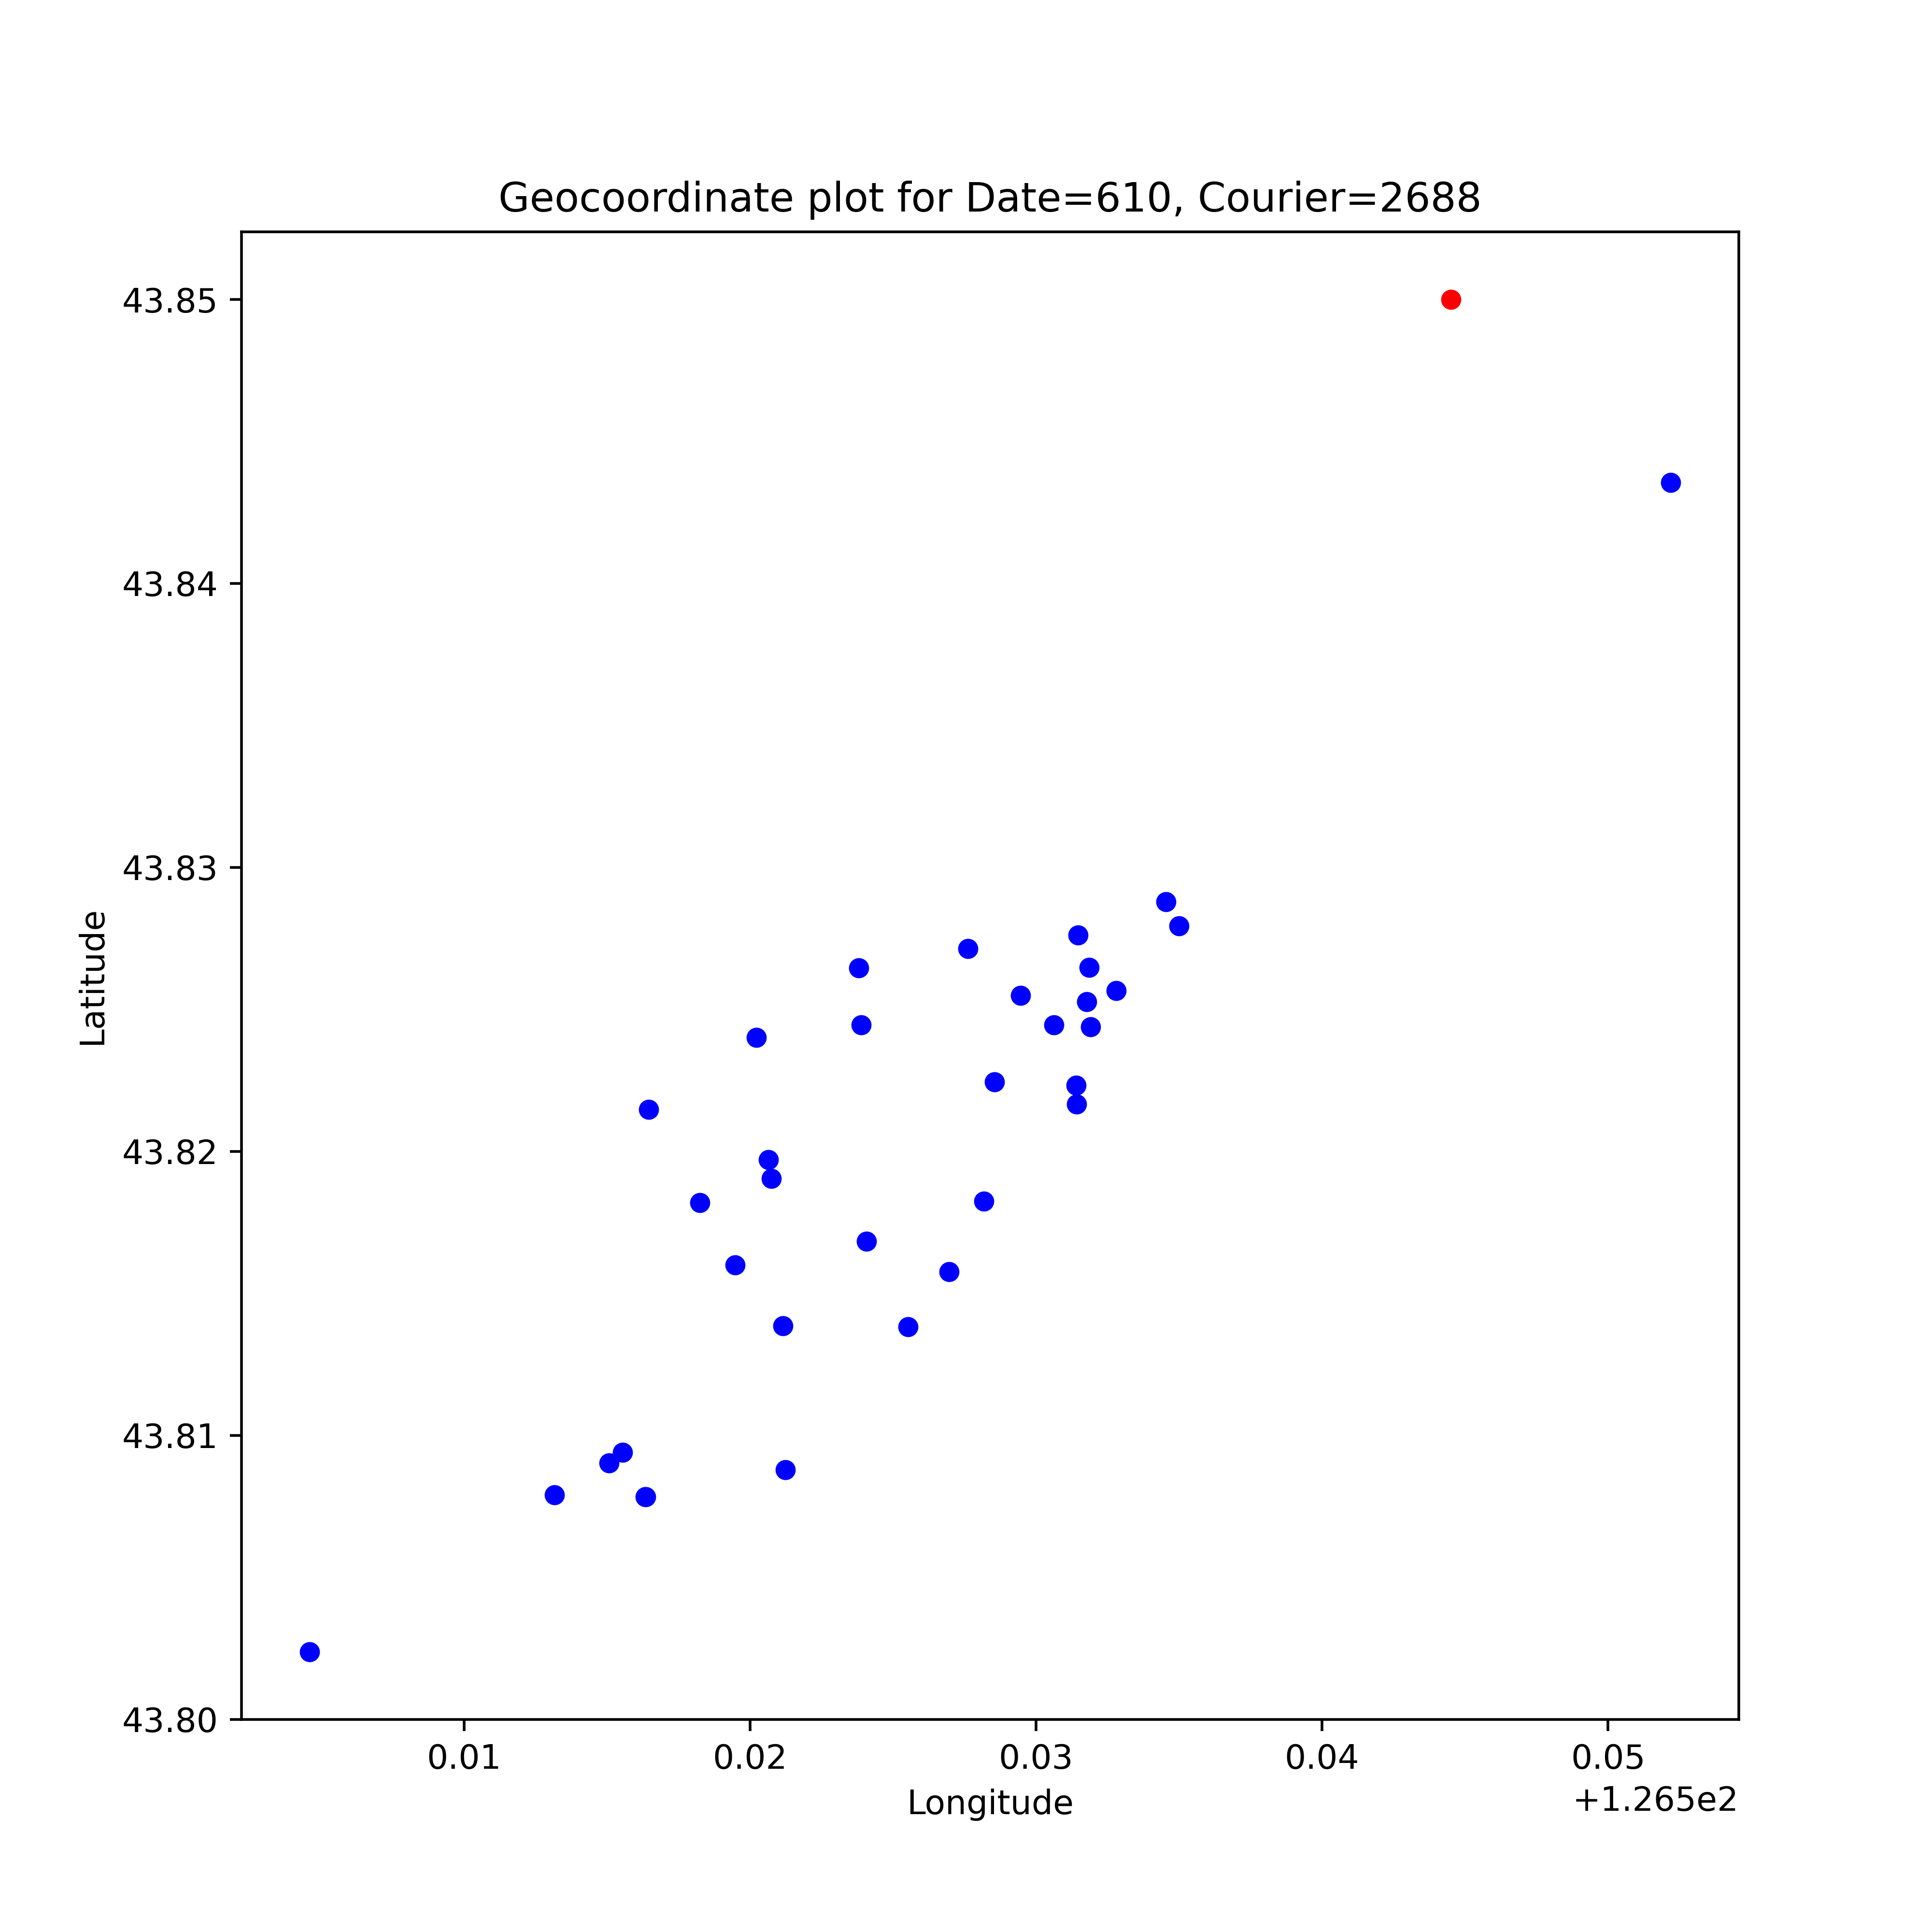 Geocoordinate plot for Date=610, Courier=2688
43.85
43.84
43.83
43.82
43.81
43.80
Latitude
0.01 0.02 0.03 0.04 0.05
+1.265e2
Longitude